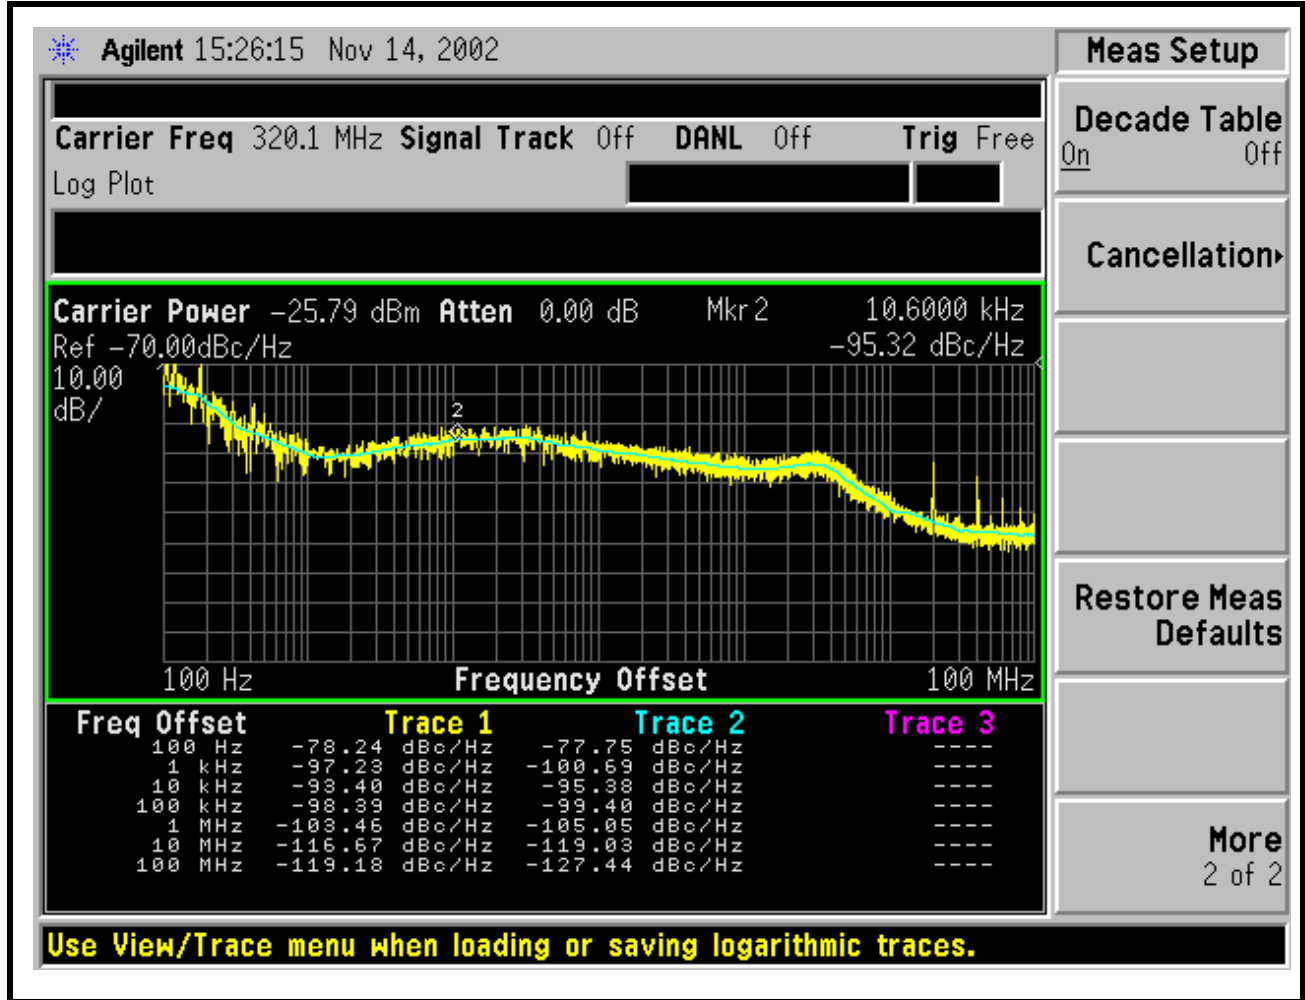 Agilent 15:26:15 Nov 14, 2002
Carrier Freq 320.1 MHz Signal Track Off DANL Off Trig Free
Log Plot
Carrier Power -25.79 dBm Atten 0.00 dB Mkr 2 10.6000 kHz
Ref -70.00dBc/Hz -95.32 dBc/Hz
10.00
dB/
2
100 Hz Frequency Offset 100 MHz
Freq Offset Trace 1 Trace 2 Trace 3
100 Hz -78.24 dBc/Hz -77.75 dBc/Hz ----
1 kHz -97.23 dBc/Hz -100.69 dBc/Hz ----
10 kHz -93.40 dBc/Hz -95.38 dBc/Hz ----
100 kHz -98.39 dBc/Hz -99.40 dBc/Hz ----
1 MHz -103.46 dBc/Hz -105.05 dBc/Hz ----
10 MHz -116.67 dBc/Hz -119.03 dBc/Hz ----
100 MHz -119.18 dBc/Hz -127.44 dBc/Hz ----
Use View/Trace menu when loading or saving logarithmic traces.
Meas Setup
Decade Table
On Off
Cancellation
Restore Meas
Defaults
More
2 of 2